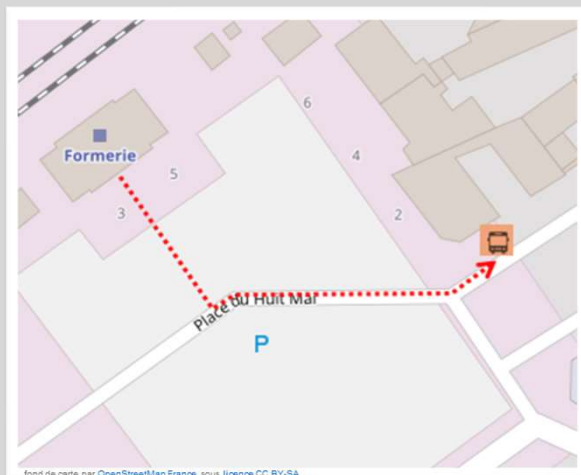 6
Formerie
4
5
3
2
Place du Huit Mar
P
fond de carte par OpenStreetMap France, sous licence CC BY-SA